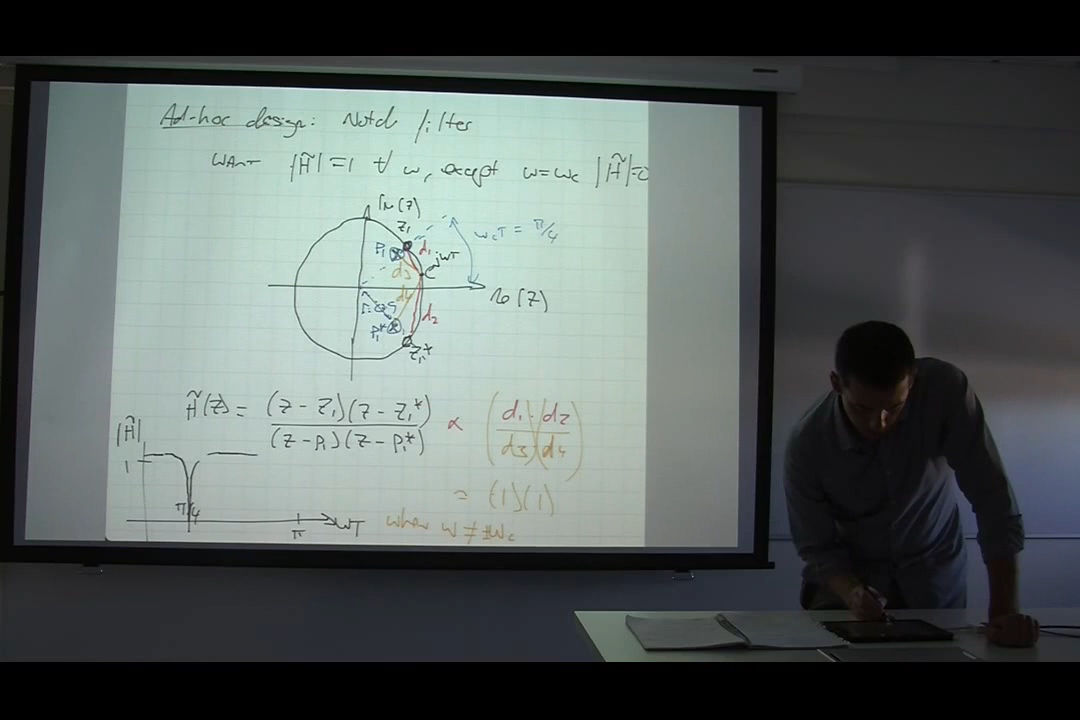 Ad-hoc design: Notch filter
WANT |H̃| = 1 ∀ ω, except ω=ωc |H̃|=0
Im(z)
z₁
ωcT = π/4
P₁ d₁
e^jωT
d₃
d₄
Re(z)
P₁* d₂
z₁*
H̃(z) = (z - z₁)(z - z₁*) / (z - p₁)(z - p₁*) ∝ (d₁/d₃)(d₂/d₄)
|H̃|
1
= (1)(1)
π/4
π
ωT
when ω ≠ ±ωc